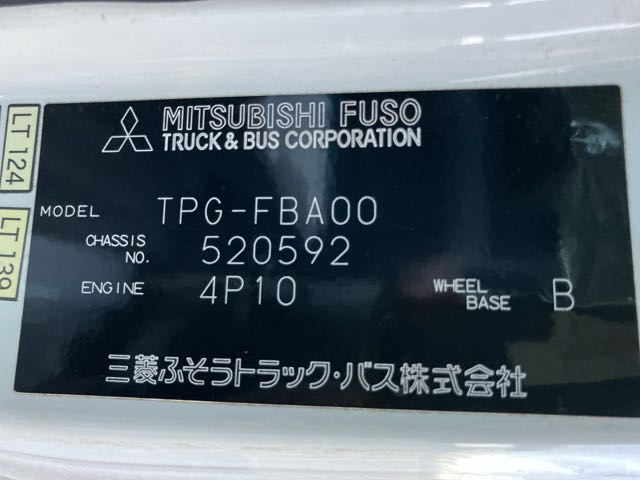 MITSUBISHI FUSO
TRUCK & BUS CORPORATION
LT 124
LT 139
MODEL TPG-FBA00
CHASSIS NO. 520592
ENGINE 4P10 WHEEL BASE B
三菱ふそうトラック・バス株式会社